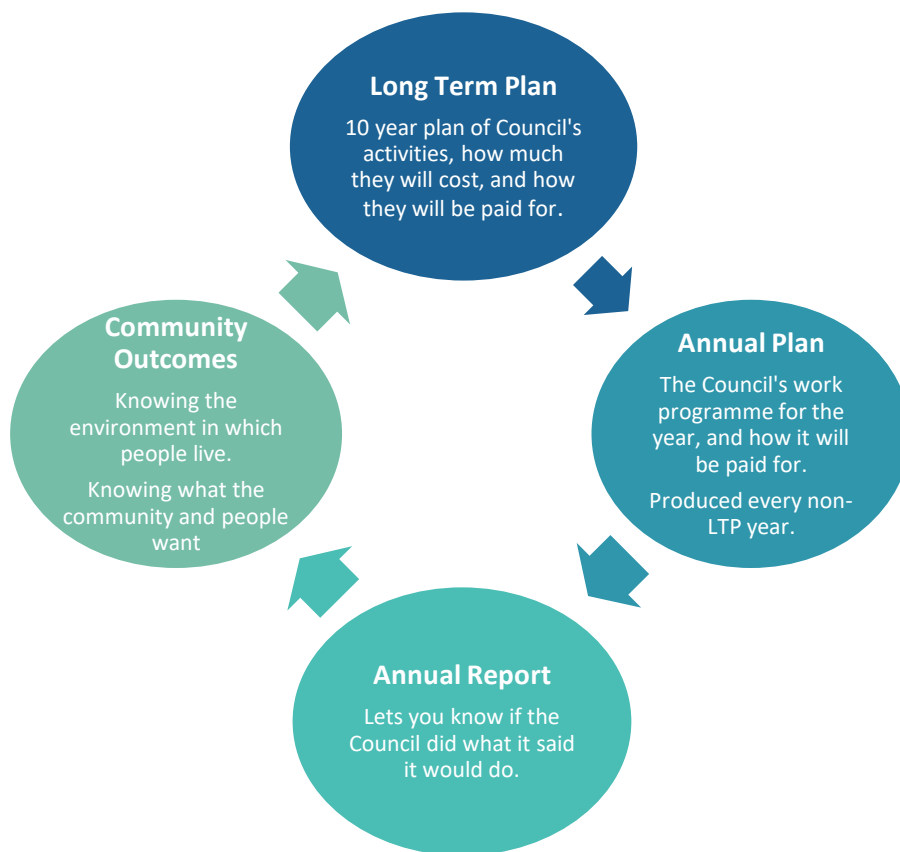 Long Term Plan
10 year plan of Council's
activities, how much
they will cost, and how
they will be paid for.
Annual Plan
The Council's work
programme for the
year, and how it will
be paid for.
Produced every non-
LTP year.
Annual Report
Lets you know if the
Council did what it said
it would do.
Community
Outcomes
Knowing the
environment in which
people live.
Knowing what the
community and people
want